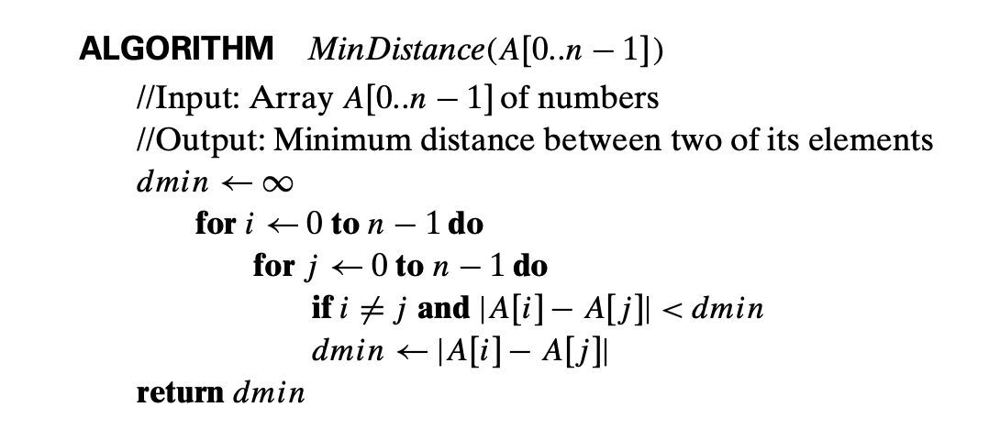 ALGORITHM MinDistance(A[0..n − 1])
//Input: Array A[0..n − 1] of numbers
//Output: Minimum distance between two of its elements
dmin ← ∞
for i ← 0 to n − 1 do
for j ← 0 to n − 1 do
if i ≠ j and |A[i] − A[j]| < dmin
dmin ← |A[i] − A[j]|
return dmin